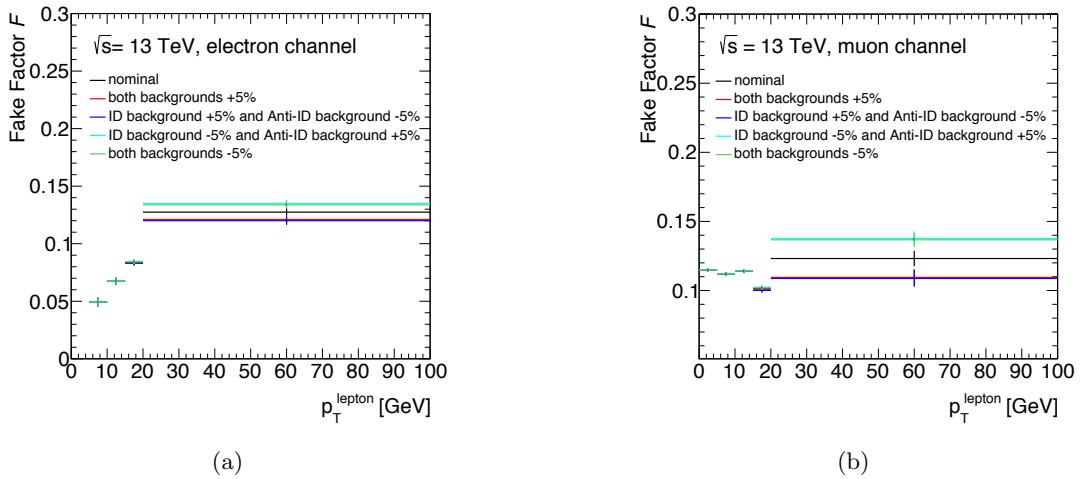 Fake Factor F
0.3
0.25
0.2
0.15
0.1
0.05
0
√s= 13 TeV, electron channel
nominal
both backgrounds +5%
ID background +5% and Anti-ID background -5%
ID background -5% and Anti-ID background +5%
both backgrounds -5%
0 10 20 30 40 50 60 70 80 90 100
p_T^lepton [GeV]
(a)
Fake Factor F
0.3
0.25
0.2
0.15
0.1
√s = 13 TeV, muon channel
nominal
both backgrounds +5%
ID background +5% and Anti-ID background -5%
ID background -5% and Anti-ID background +5%
both backgrounds -5%
0 10 20 30 40 50 60 70 80 90 100
p_T^lepton [GeV]
(b)